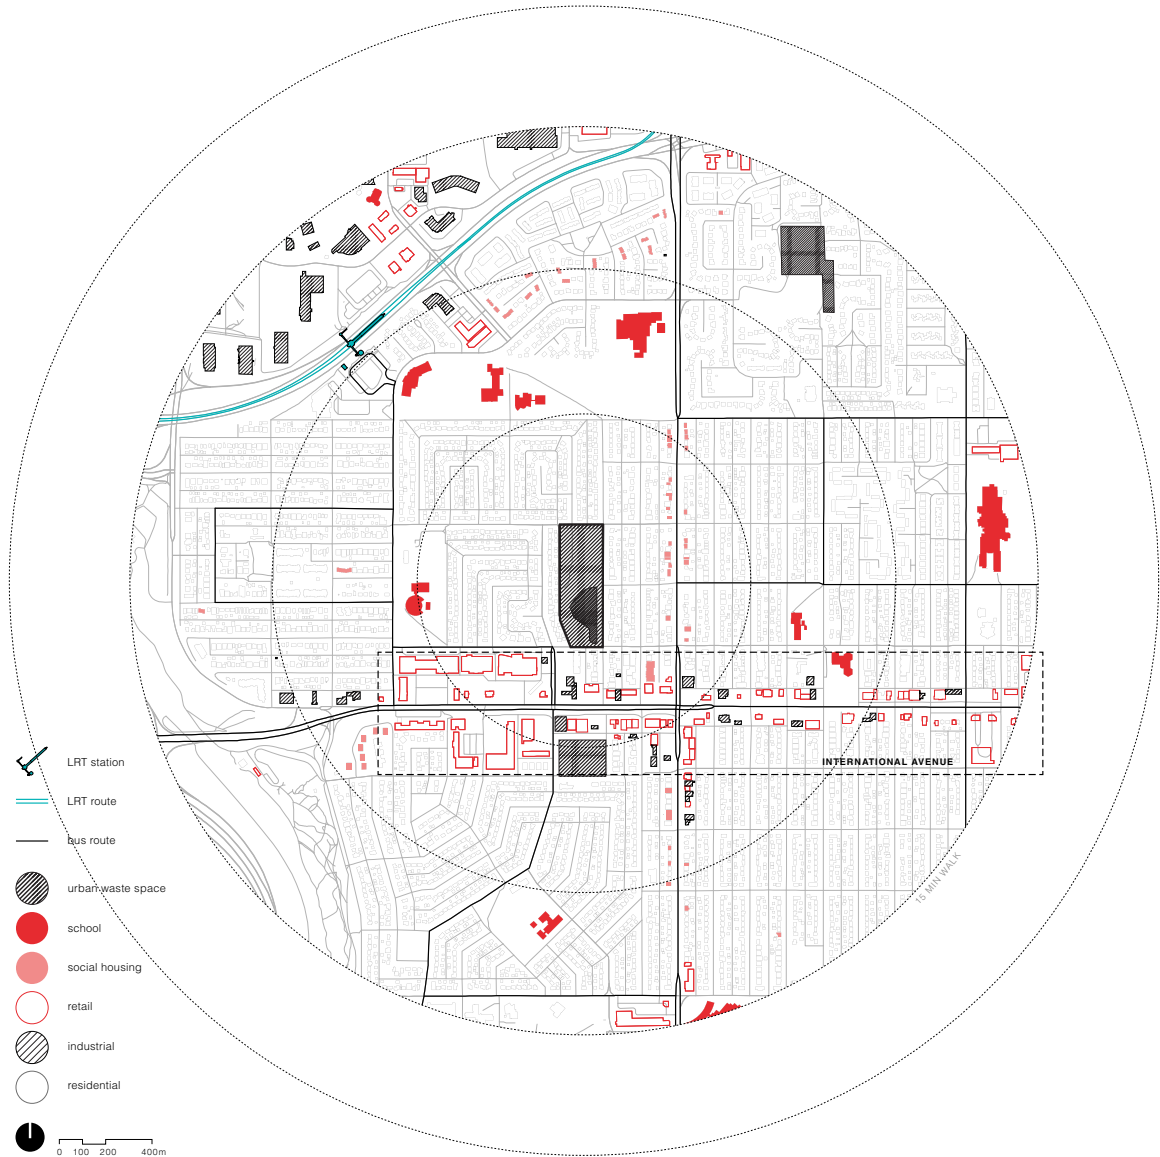 INTERNATIONAL AVENUE
15 MIN WALK
LRT station
LRT route
bus route
urban waste space
school
social housing
retail
industrial
residential
0 100 200 400m